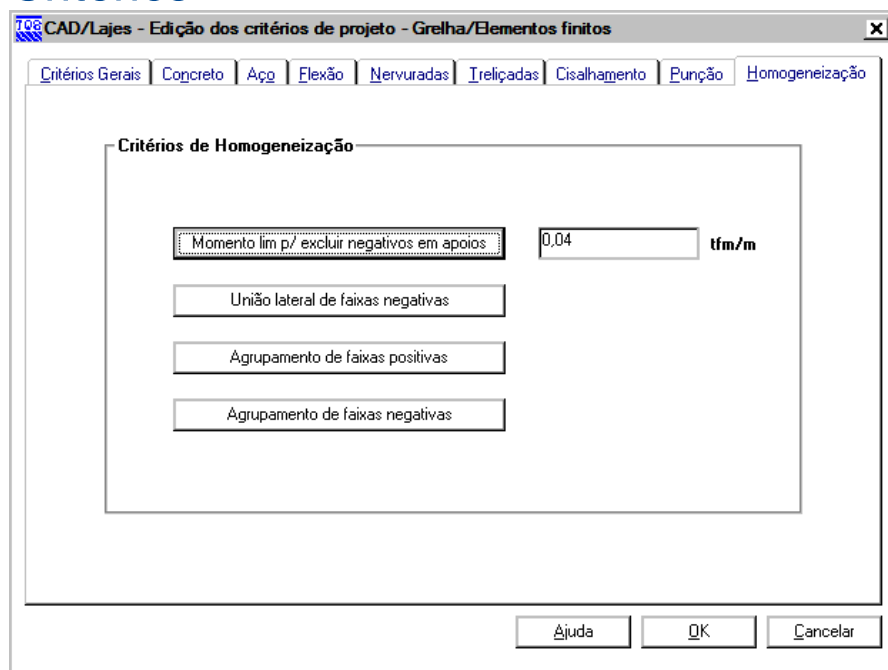 TQS CAD/Lajes - Edição dos critérios de projeto - Grelha/Elementos finitos
Critérios Gerais Concreto Aço Flexão Nervuradas Treliçadas Cisalhamento Punção Homogeneização
Critérios de Homogeneização
Momento lim p/ excluir negativos em apoios 0,04 tfm/m
União lateral de faixas negativas
Agrupamento de faixas positivas
Agrupamento de faixas negativas
Ajuda OK Cancelar